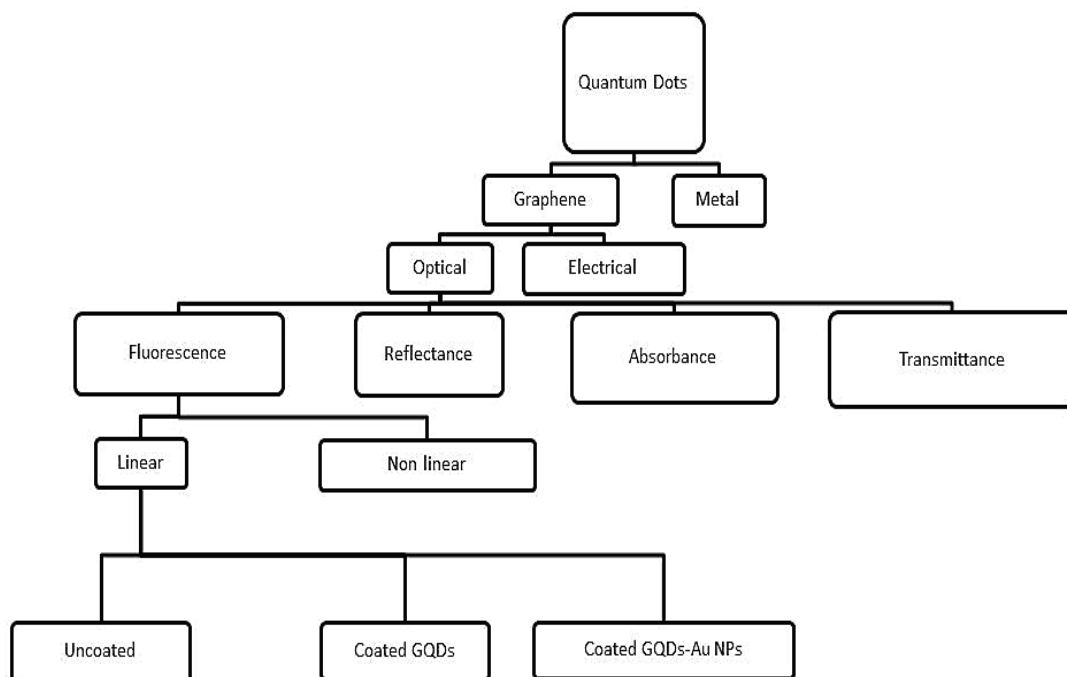 Quantum Dots
Graphene
Metal
Optical
Electrical
Fluorescence
Reflectance
Absorbance
Transmittance
Linear
Non linear
Uncoated
Coated GQDs
Coated GQDs-Au NPs